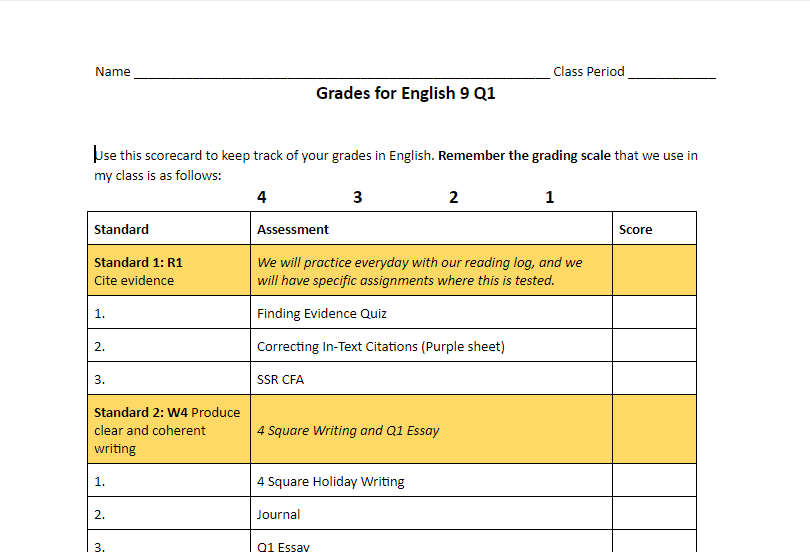 Name ______________________________________________________ Class Period ____________
Grades for English 9 Q1
Use this scorecard to keep track of your grades in English. Remember the grading scale that we use in
my class is as follows:
4 3 2 1
Standard Assessment Score
Standard 1: R1
Cite evidence
We will practice everyday with our reading log, and we
will have specific assignments where this is tested.
1. Finding Evidence Quiz
2. Correcting In-Text Citations (Purple sheet)
3. SSR CFA
Standard 2: W4 Produce
clear and coherent
writing
4 Square Writing and Q1 Essay
1. 4 Square Holiday Writing
2. Journal
3. Q1 Essay